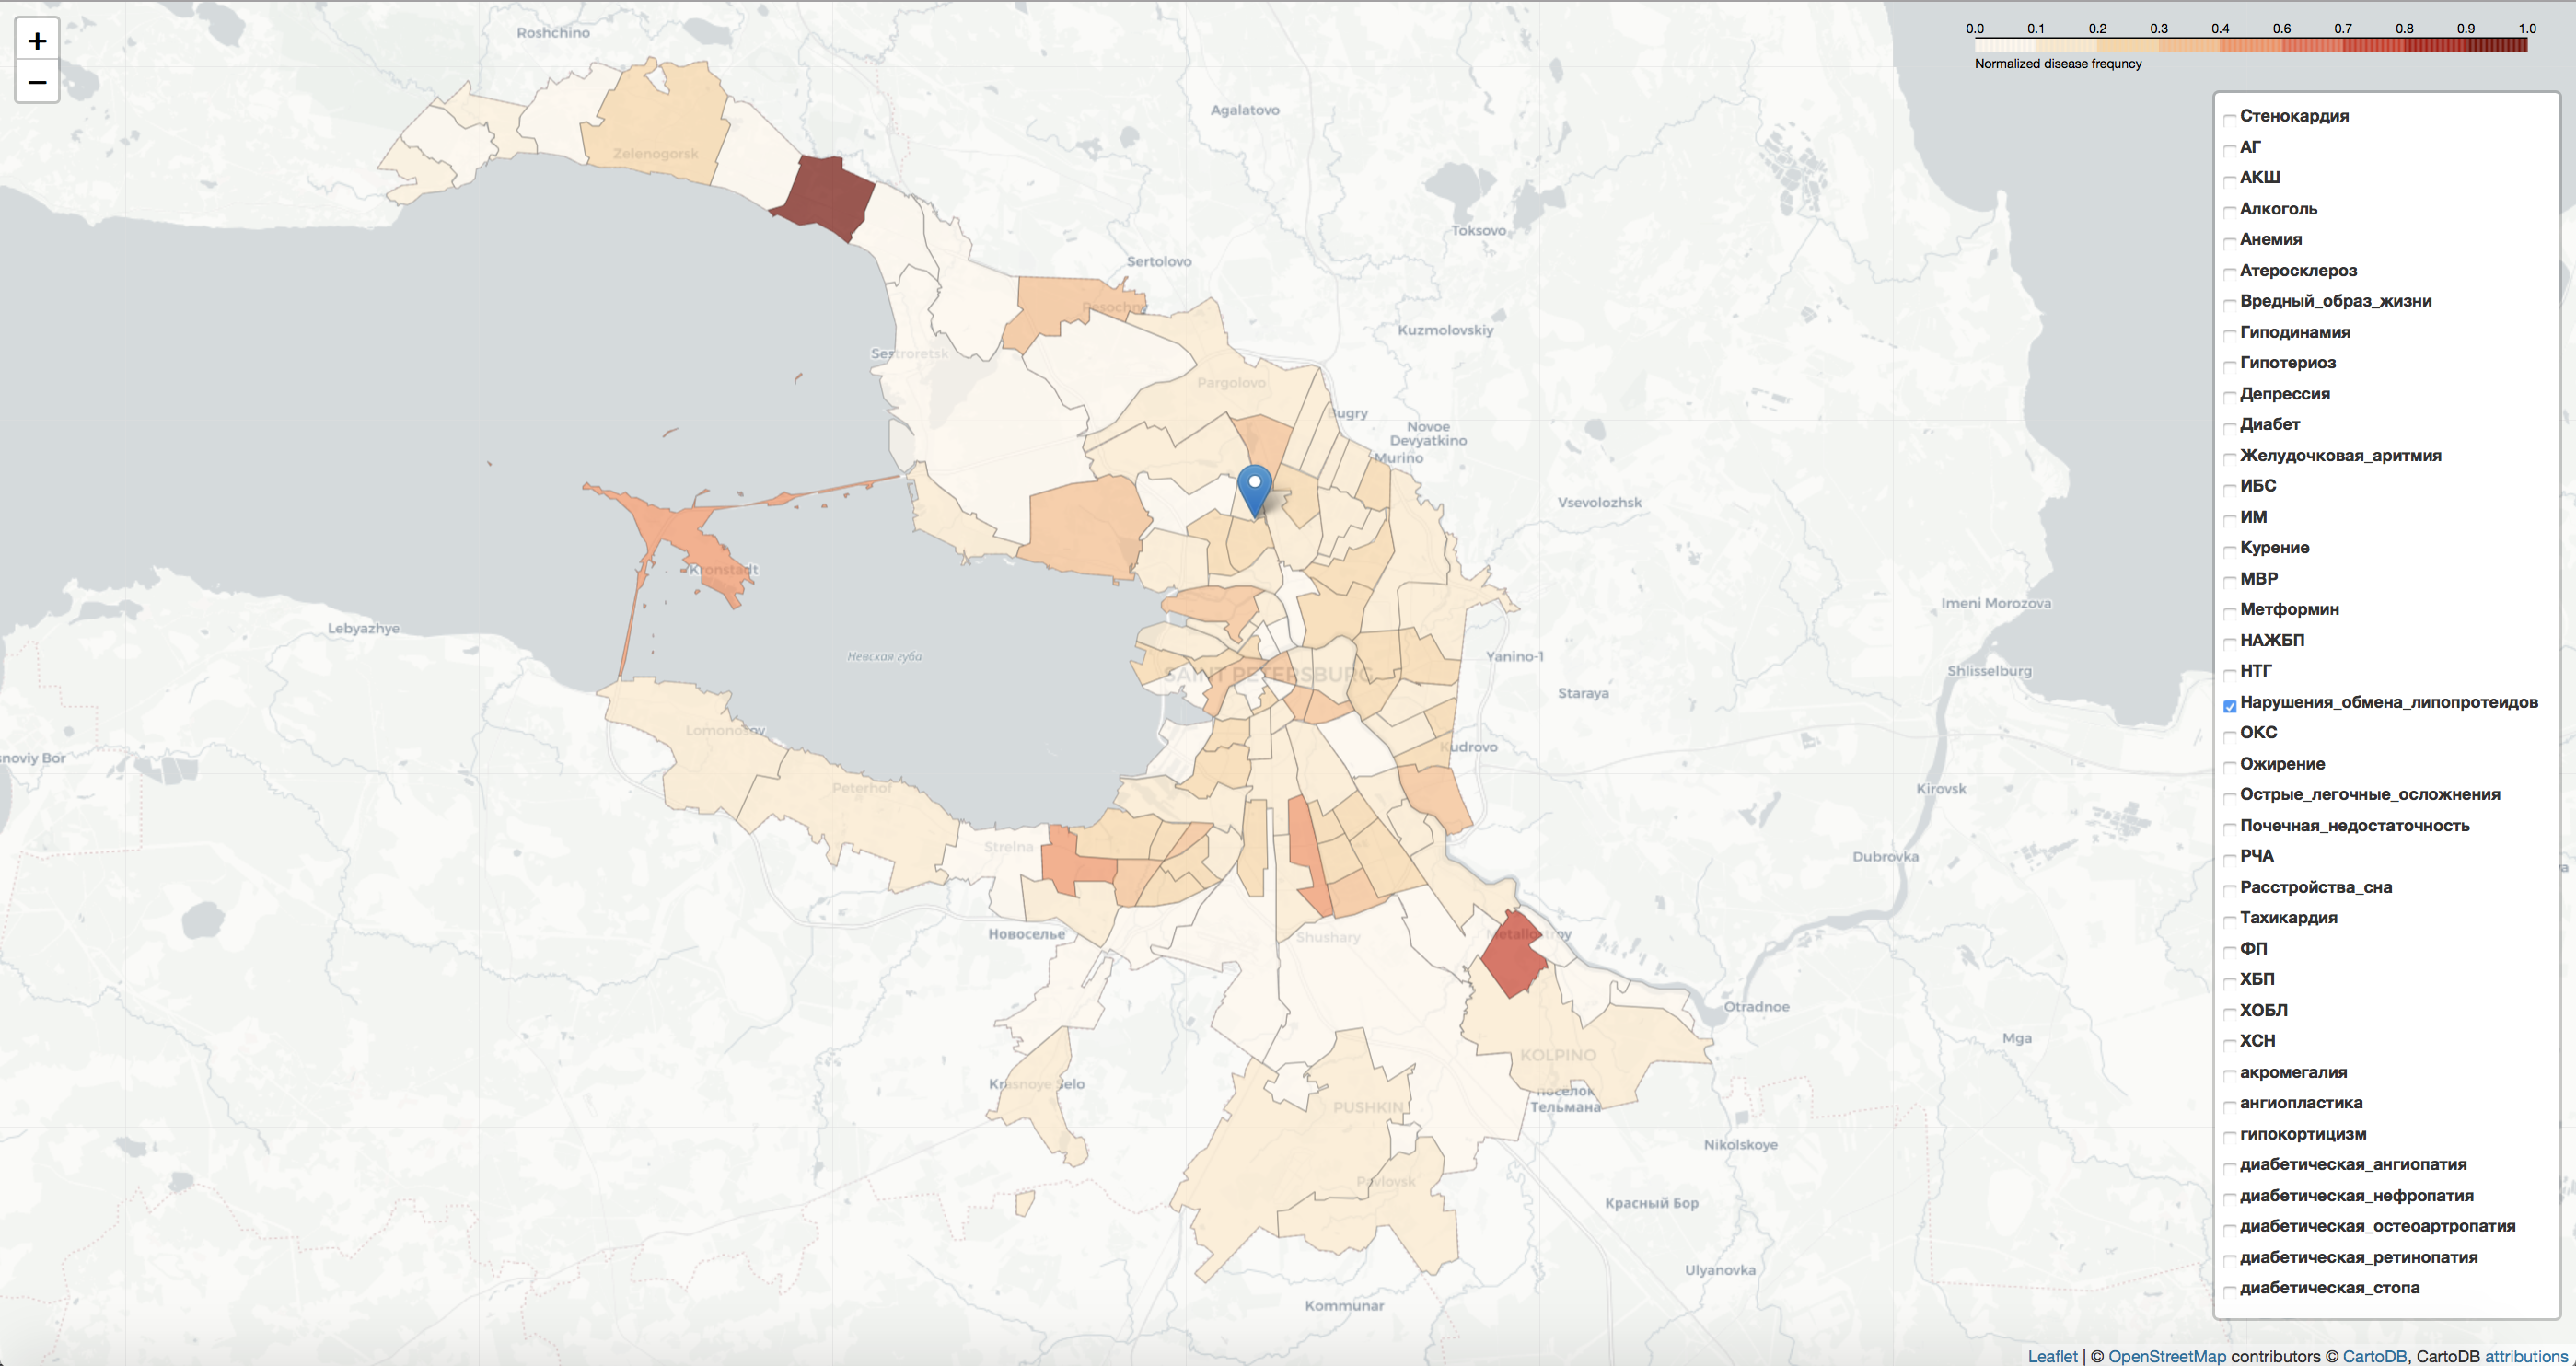 +
−
0.0 0.1 0.2 0.3 0.4 0.6 0.7 0.8 0.9 1.0
Normalized disease frequncy
Стенокардия
АГ
АКШ
Алкоголь
Анемия
Атеросклероз
Вредный_образ_жизни
Гиподинамия
Гипотериоз
Депрессия
Диабет
Желудочковая_аритмия
ИБС
ИМ
Курение
МВР
Метформин
НАЖБП
НТГ
Нарушения_обмена_липопротеидов
ОКС
Ожирение
Острые_легочные_осложнения
Почечная_недостаточность
РЧА
Расстройства_сна
Тахикардия
ФП
ХБП
ХОБЛ
ХСН
акромегалия
ангиопластика
гипокортицизм
диабетическая_ангиопатия
диабетическая_нефропатия
диабетическая_остеоартропатия
диабетическая_ретинопатия
диабетическая_стопа
Roshchino
Agalatovo
Zelenogorsk
Toksovo
Sertolovo
Pesochny
Kuzmolovskiy
Sestroretsk
Pargolovo
Bugry
Novoe
Devyatkino
Murino
Vsevolozhsk
Kronstadt
Imeni Morozova
Lebyazhye
Невская губа
Yanino-1
SAINT PETERSBURG
Shlisselburg
Staraya
Lomonosov
Kudrovo
snoviy Bor
Peterhof
Kirovsk
Strelna
Dubrovka
Новоселье
Shushary
Metallostroy
Otradnoe
Mga
KOLPINO
Krasnoye Selo
поселок
Тельмана
PUSHKIN
Nikolskoye
Pavlovsk
Красный Бор
Ulyanovka
Kommunar
Leaflet | © OpenStreetMap contributors © CartoDB, CartoDB attributions